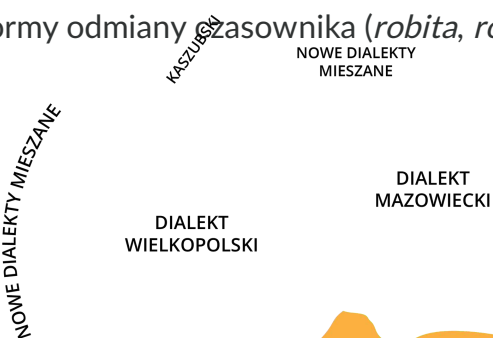 ormy odmiany czasownika (robita, ro
KASZUBSKI
NOWE DIALEKTY
MIESZANE
NOWE DIALEKTY MIESZANE
DIALEKT
MAZOWIECKI
DIALEKT
WIELKOPOLSKI